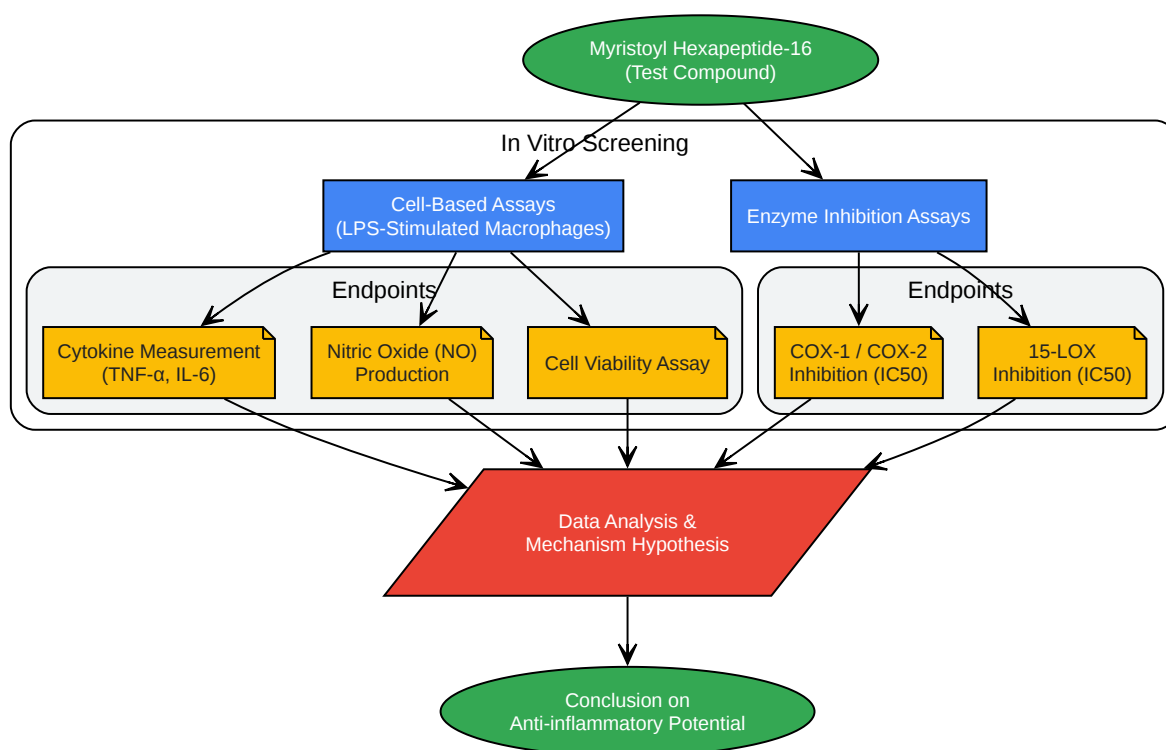 Myristoyl Hexapeptide-16
(Test Compound)
In Vitro Screening
Cell-Based Assays
(LPS-Stimulated Macrophages)
Enzyme Inhibition Assays
Endpoints
Endpoints
Cytokine Measurement
(TNF-α, IL-6)
Nitric Oxide (NO)
Production
Cell Viability Assay
COX-1 / COX-2
Inhibition (IC50)
15-LOX
Inhibition (IC50)
Data Analysis &
Mechanism Hypothesis
Conclusion on
Anti-inflammatory Potential